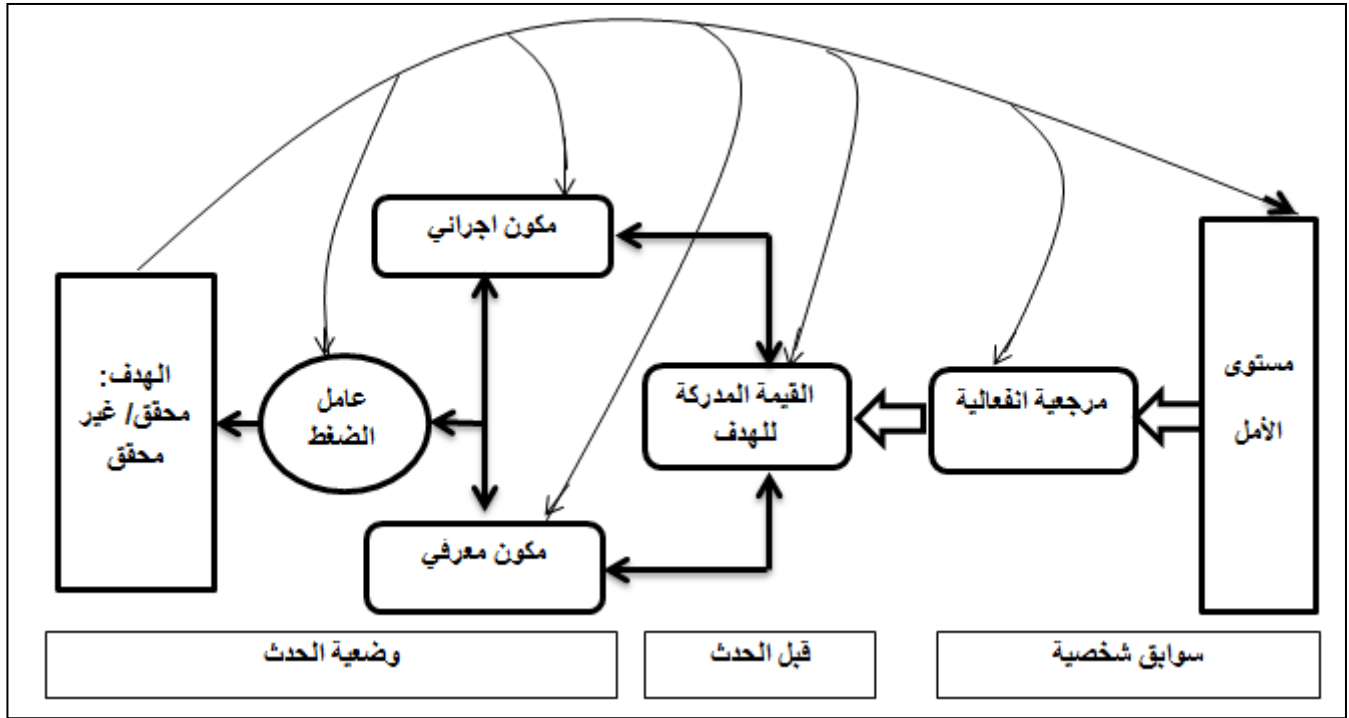 مكون اجراني
مستوى
الأمل
مرجعية انفعالية
القيمة المدركة
للهدف
عامل
الضغط
الهدف:
محقق/ غير
محقق
مكون معرفي
سوابق شخصية
قبل الحدث
وضعية الحدث